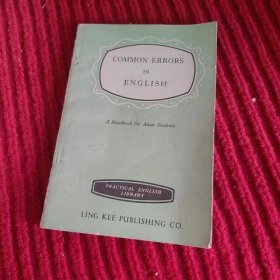 COMMON ERRORS
IN
ENGLISH
A Handbook for Asian Students
PRACTICAL ENGLISH
LIBRARY
LING KEE PUBLISHING CO.